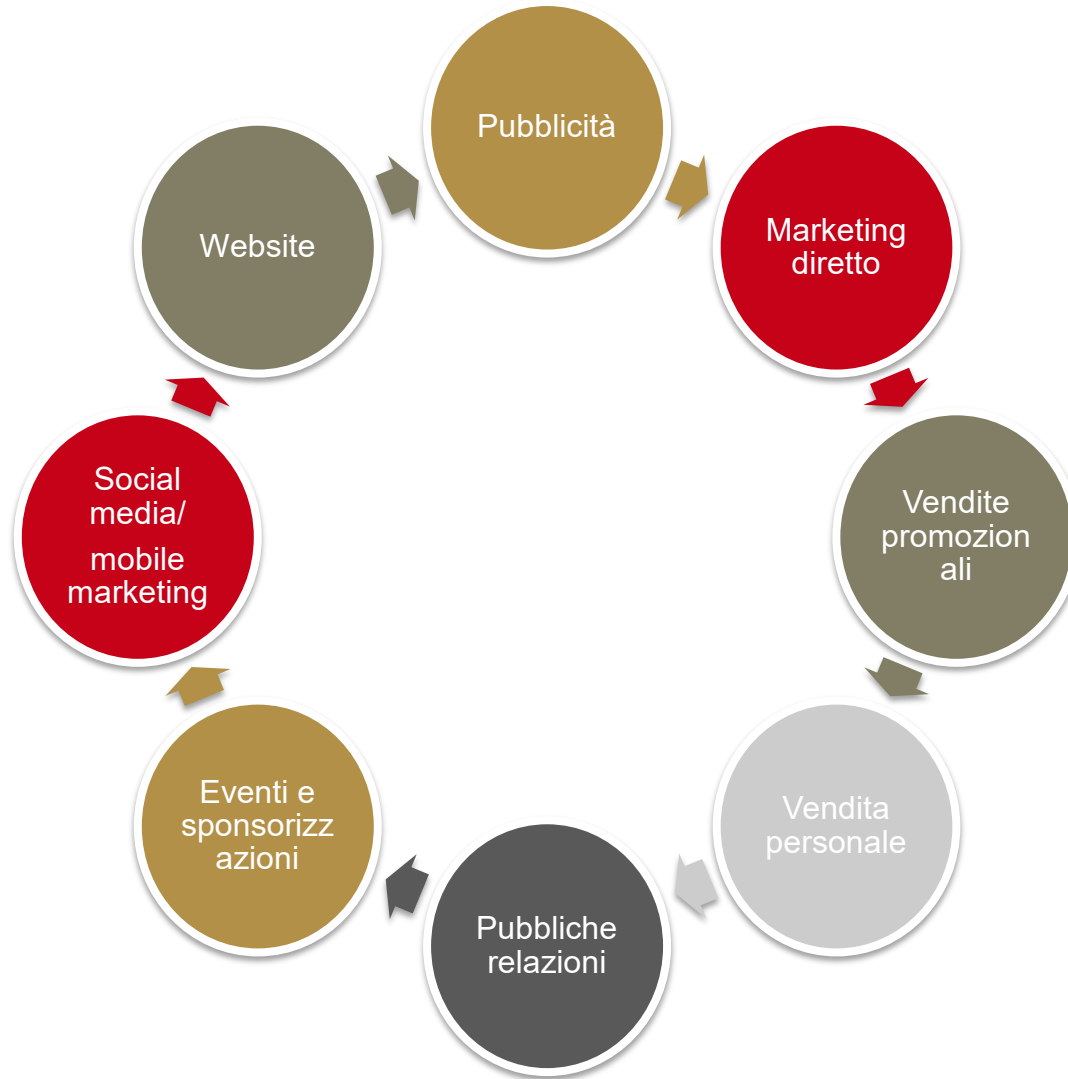 Pubblicità
Marketing
diretto
Vendite
promozion
ali
Vendita
personale
Pubbliche
relazioni
Eventi e
sponsorizz
azioni
Social
media/
mobile
marketing
Website